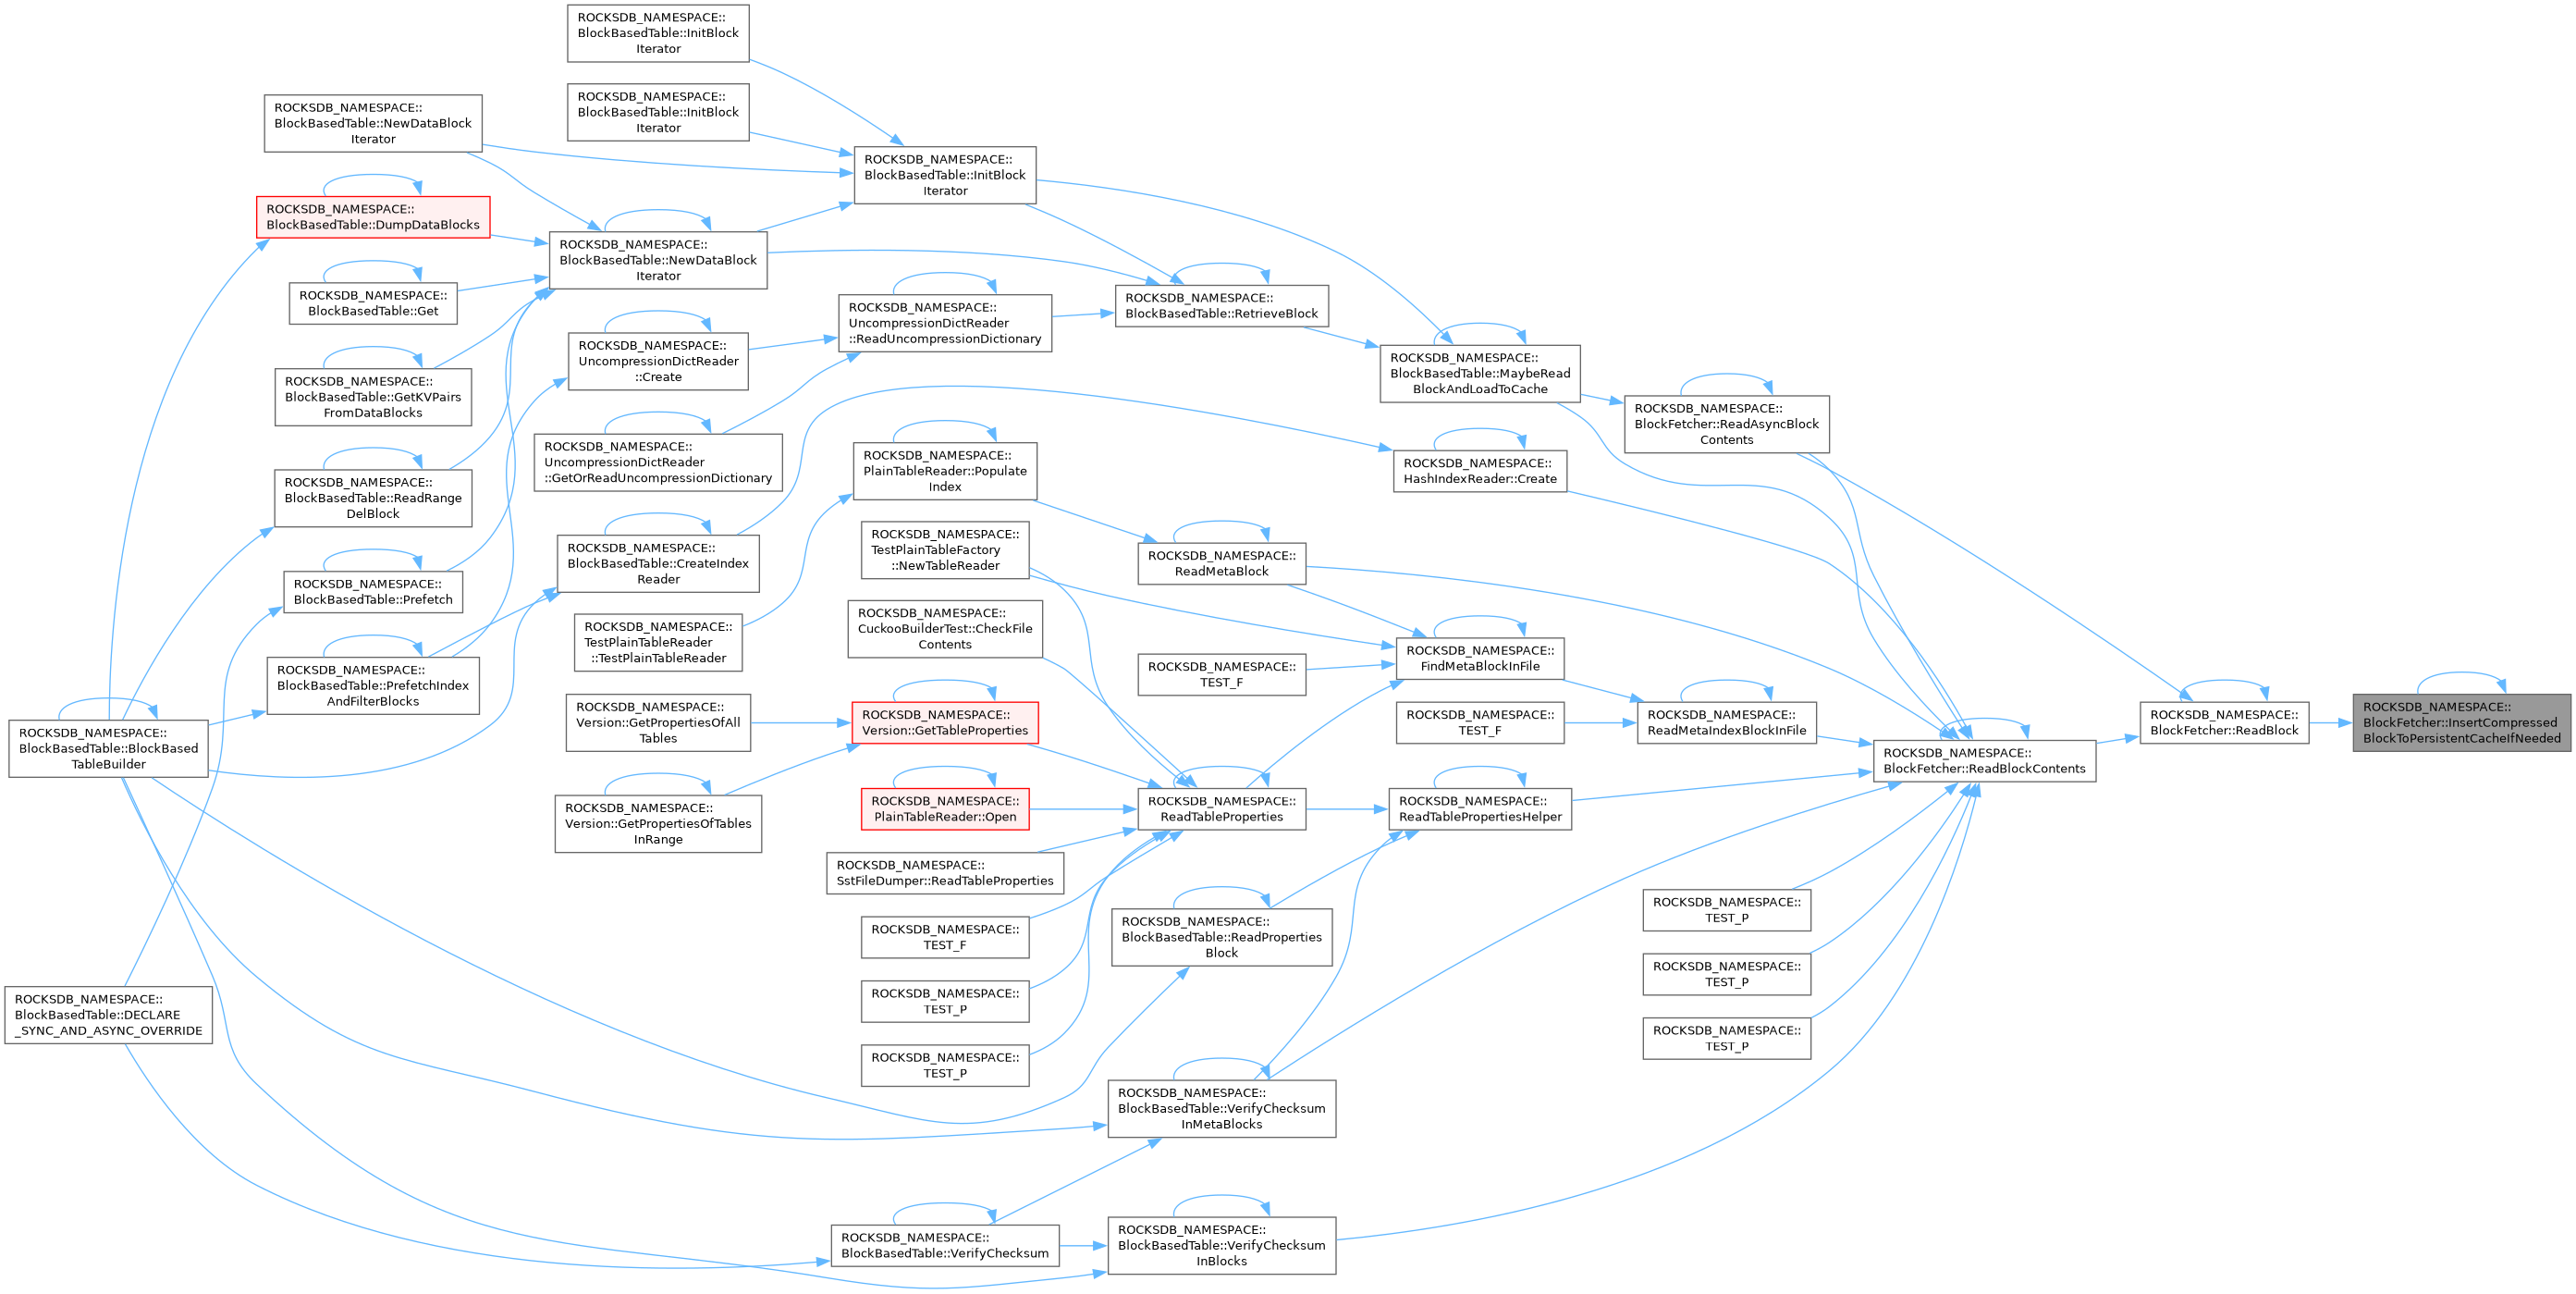 ROCKSDB_NAMESPACE::
BlockBasedTable::InitBlock
Iterator
ROCKSDB_NAMESPACE::
BlockBasedTable::InitBlock
Iterator
ROCKSDB_NAMESPACE::
BlockBasedTable::NewDataBlock
Iterator
ROCKSDB_NAMESPACE::
BlockBasedTable::InitBlock
Iterator
ROCKSDB_NAMESPACE::
BlockBasedTable::DumpDataBlocks
ROCKSDB_NAMESPACE::
BlockBasedTable::NewDataBlock
Iterator
ROCKSDB_NAMESPACE::
BlockBasedTable::Get
ROCKSDB_NAMESPACE::
UncompressionDictReader
::ReadUncompressionDictionary
ROCKSDB_NAMESPACE::
BlockBasedTable::RetrieveBlock
ROCKSDB_NAMESPACE::
UncompressionDictReader
::Create
ROCKSDB_NAMESPACE::
BlockBasedTable::MaybeRead
BlockAndLoadToCache
ROCKSDB_NAMESPACE::
BlockBasedTable::GetKVPairs
FromDataBlocks
ROCKSDB_NAMESPACE::
BlockFetcher::ReadAsyncBlock
Contents
ROCKSDB_NAMESPACE::
UncompressionDictReader
::GetOrReadUncompressionDictionary
ROCKSDB_NAMESPACE::
PlainTableReader::Populate
Index
ROCKSDB_NAMESPACE::
HashIndexReader::Create
ROCKSDB_NAMESPACE::
BlockBasedTable::ReadRange
DelBlock
ROCKSDB_NAMESPACE::
TestPlainTableFactory
::NewTableReader
ROCKSDB_NAMESPACE::
BlockBasedTable::CreateIndex
Reader
ROCKSDB_NAMESPACE::
ReadMetaBlock
ROCKSDB_NAMESPACE::
BlockBasedTable::Prefetch
ROCKSDB_NAMESPACE::
CuckooBuilderTest::CheckFile
Contents
ROCKSDB_NAMESPACE::
TestPlainTableReader
::TestPlainTableReader
ROCKSDB_NAMESPACE::
FindMetaBlockInFile
ROCKSDB_NAMESPACE::
TEST_F
ROCKSDB_NAMESPACE::
BlockBasedTable::PrefetchIndex
AndFilterBlocks
ROCKSDB_NAMESPACE::
Version::GetPropertiesOfAll
Tables
ROCKSDB_NAMESPACE::
Version::GetTableProperties
ROCKSDB_NAMESPACE::
TEST_F
ROCKSDB_NAMESPACE::
ReadMetaIndexBlockInFile
ROCKSDB_NAMESPACE::
BlockFetcher::ReadBlock
ROCKSDB_NAMESPACE::
BlockFetcher::InsertCompressed
BlockToPersistentCacheIfNeeded
ROCKSDB_NAMESPACE::
BlockBasedTable::BlockBased
TableBuilder
ROCKSDB_NAMESPACE::
BlockFetcher::ReadBlockContents
ROCKSDB_NAMESPACE::
Version::GetPropertiesOfTables
InRange
ROCKSDB_NAMESPACE::
PlainTableReader::Open
ROCKSDB_NAMESPACE::
ReadTableProperties
ROCKSDB_NAMESPACE::
ReadTablePropertiesHelper
ROCKSDB_NAMESPACE::
SstFileDumper::ReadTableProperties
ROCKSDB_NAMESPACE::
TEST_P
ROCKSDB_NAMESPACE::
TEST_F
ROCKSDB_NAMESPACE::
BlockBasedTable::ReadProperties
Block
ROCKSDB_NAMESPACE::
TEST_P
ROCKSDB_NAMESPACE::
TEST_P
ROCKSDB_NAMESPACE::
BlockBasedTable::DECLARE
_SYNC_AND_ASYNC_OVERRIDE
ROCKSDB_NAMESPACE::
TEST_P
ROCKSDB_NAMESPACE::
TEST_P
ROCKSDB_NAMESPACE::
BlockBasedTable::VerifyChecksum
InMetaBlocks
ROCKSDB_NAMESPACE::
BlockBasedTable::VerifyChecksum
ROCKSDB_NAMESPACE::
BlockBasedTable::VerifyChecksum
InBlocks